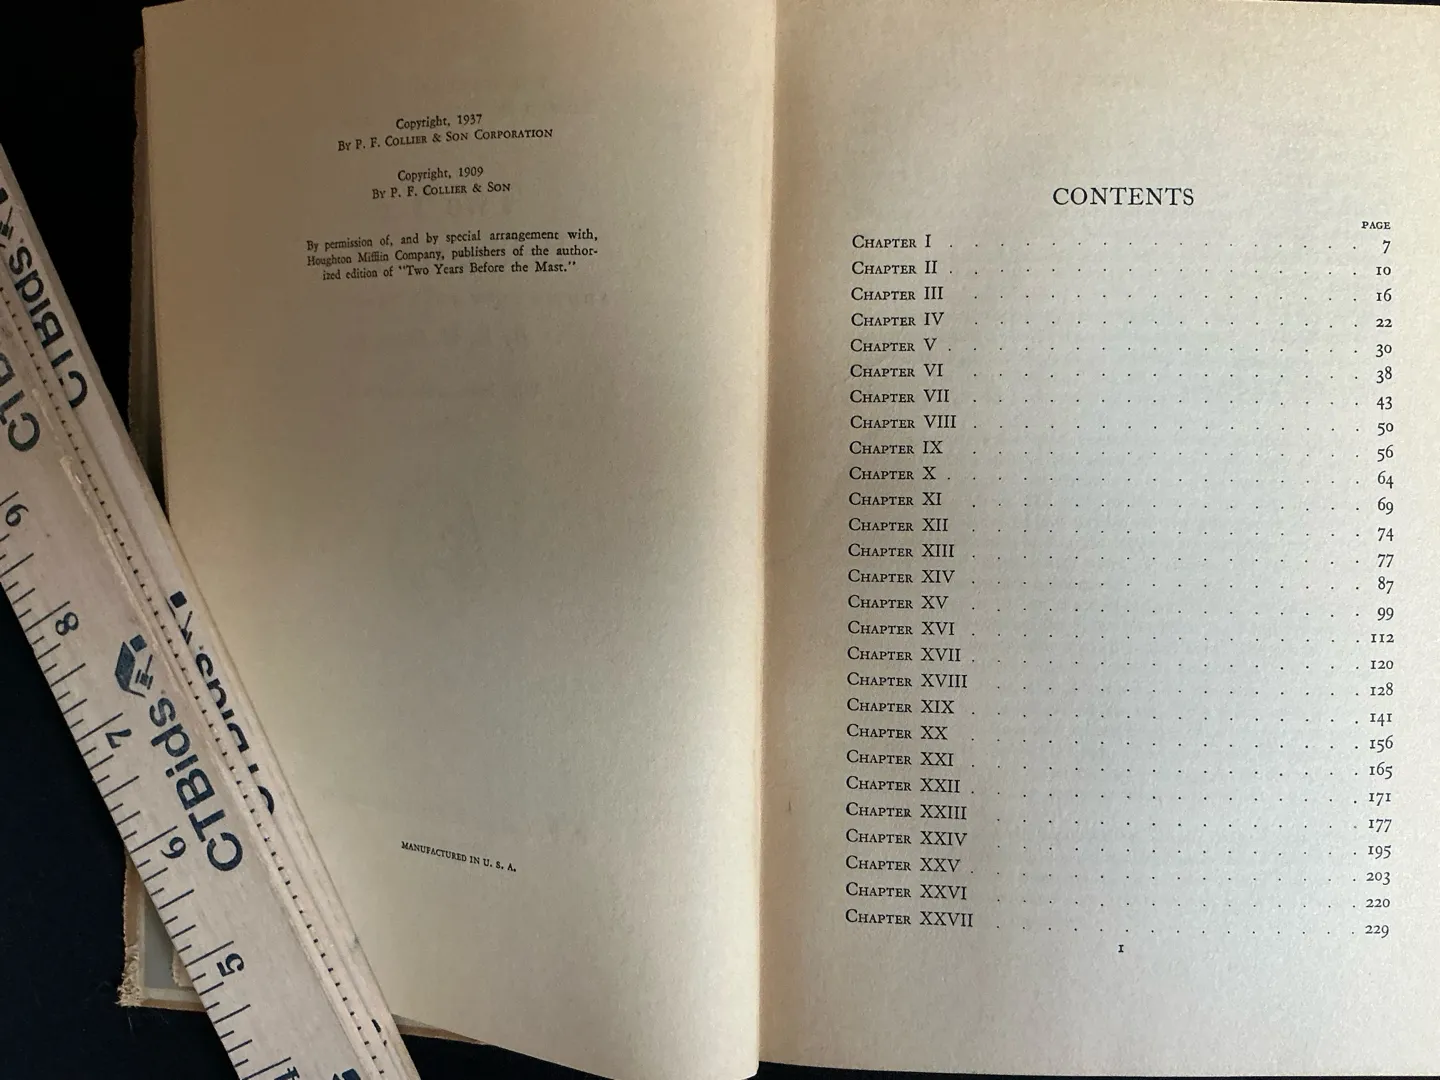 Copyright, 1937
By P. F. Collier & Son Corporation
Copyright, 1909
By P. F. Collier & Son
By permission of, and by special arrangement with,
Houghton Mifflin Company, publishers of the author-
ized edition of "Two Years Before the Mast."
MANUFACTURED IN U. S. A.
CONTENTS
PAGE
Chapter I . . . . . . . . . . . . . . . . . 7
Chapter II . . . . . . . . . . . . . . . . . 10
Chapter III . . . . . . . . . . . . . . . . 16
Chapter IV . . . . . . . . . . . . . . . . 22
Chapter V . . . . . . . . . . . . . . . . . 30
Chapter VI . . . . . . . . . . . . . . . . 38
Chapter VII . . . . . . . . . . . . . . . . 43
Chapter VIII . . . . . . . . . . . . . . . . 50
Chapter IX . . . . . . . . . . . . . . . . 56
Chapter X . . . . . . . . . . . . . . . . . 64
Chapter XI . . . . . . . . . . . . . . . . 69
Chapter XII . . . . . . . . . . . . . . . . 74
Chapter XIII . . . . . . . . . . . . . . . . 77
Chapter XIV . . . . . . . . . . . . . . . . 87
Chapter XV . . . . . . . . . . . . . . . . 99
Chapter XVI . . . . . . . . . . . . . . . . 112
Chapter XVII . . . . . . . . . . . . . . . . 120
Chapter XVIII . . . . . . . . . . . . . . . 128
Chapter XIX . . . . . . . . . . . . . . . . 141
Chapter XX . . . . . . . . . . . . . . . . 156
Chapter XXI . . . . . . . . . . . . . . . . 165
Chapter XXII . . . . . . . . . . . . . . . . 171
Chapter XXIII . . . . . . . . . . . . . . . 177
Chapter XXIV . . . . . . . . . . . . . . . 195
Chapter XXV . . . . . . . . . . . . . . . . 203
Chapter XXVI . . . . . . . . . . . . . . . 220
Chapter XXVII . . . . . . . . . . . . . . . 229
1
CTBids.
CTBids.
9
8
7
6
5